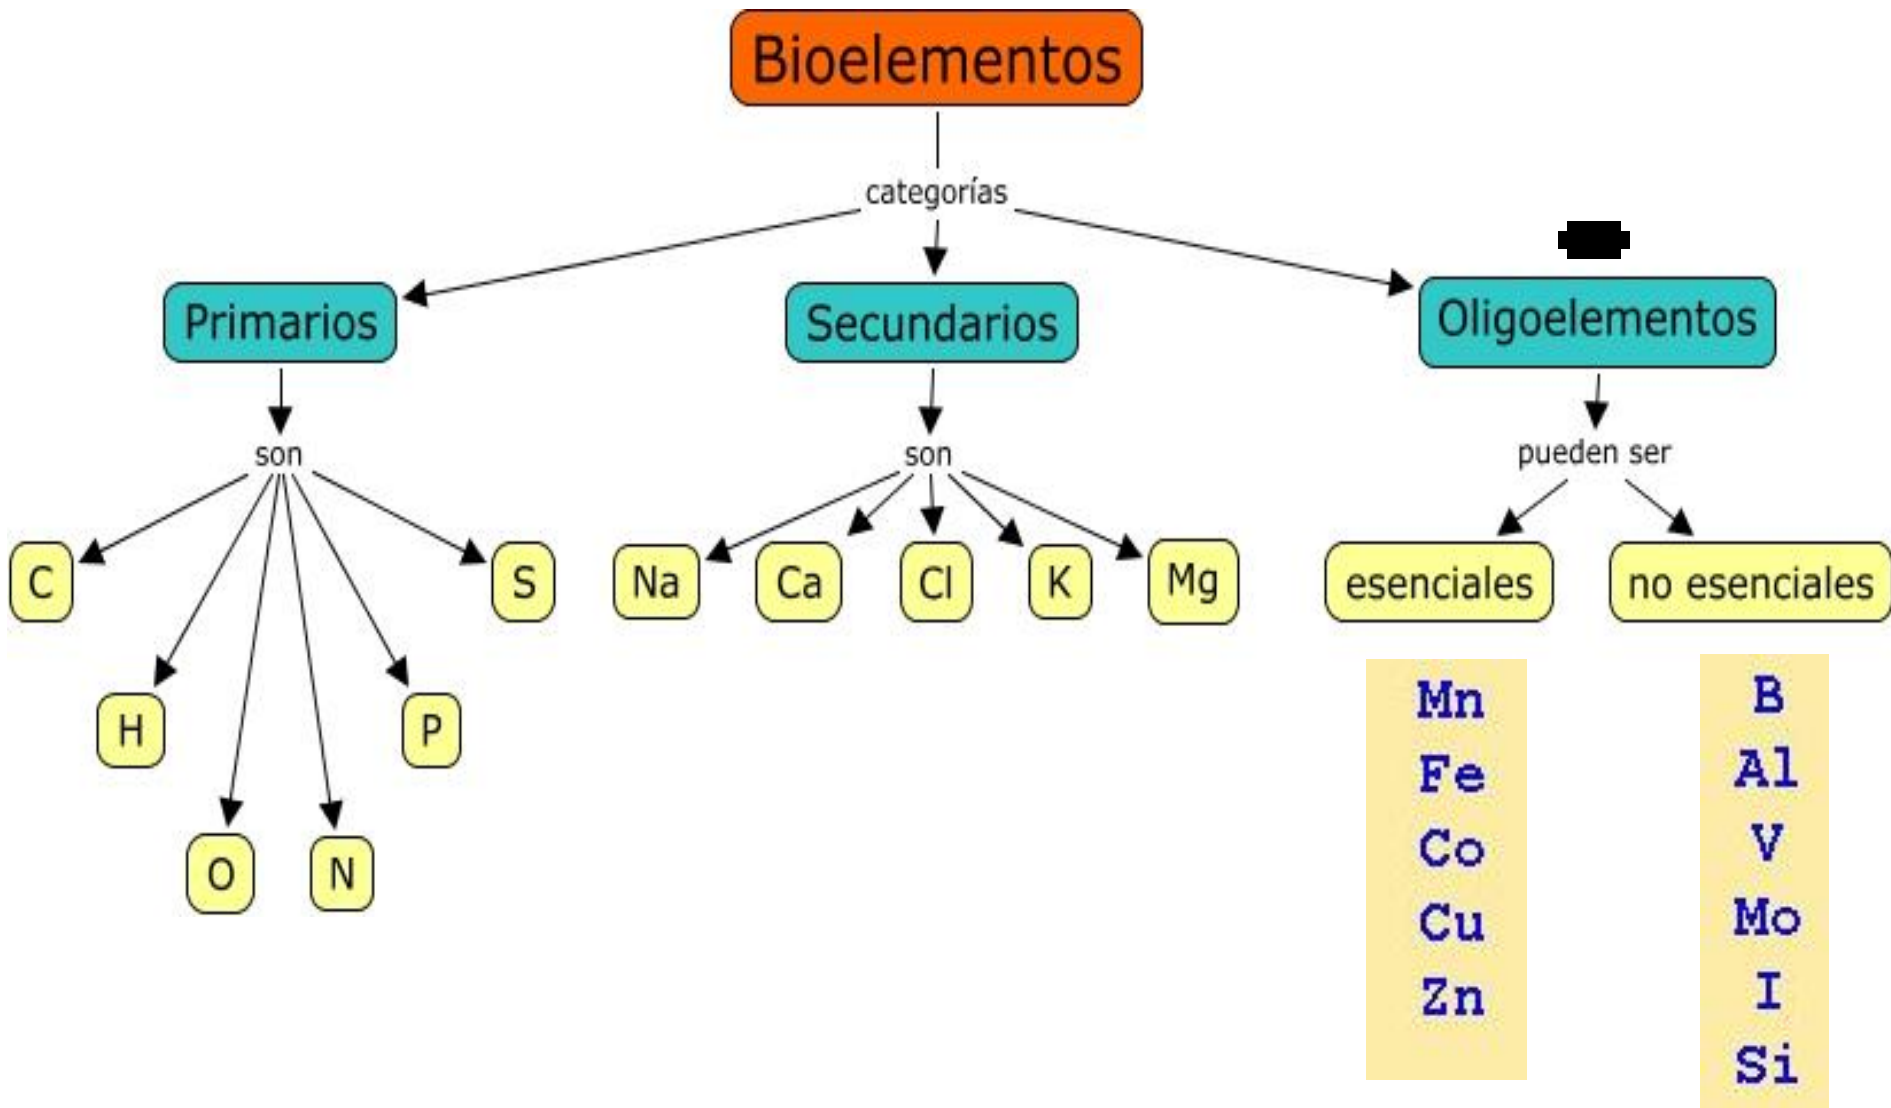 Bioelementos
categorías
Primarios
Secundarios
Oligoelementos
son
son
pueden ser
C
S
Na
Ca
Cl
K
Mg
esenciales
no esenciales
H
P
O
N
Mn
Fe
Co
Cu
Zn
B
Al
V
Mo
I
Si